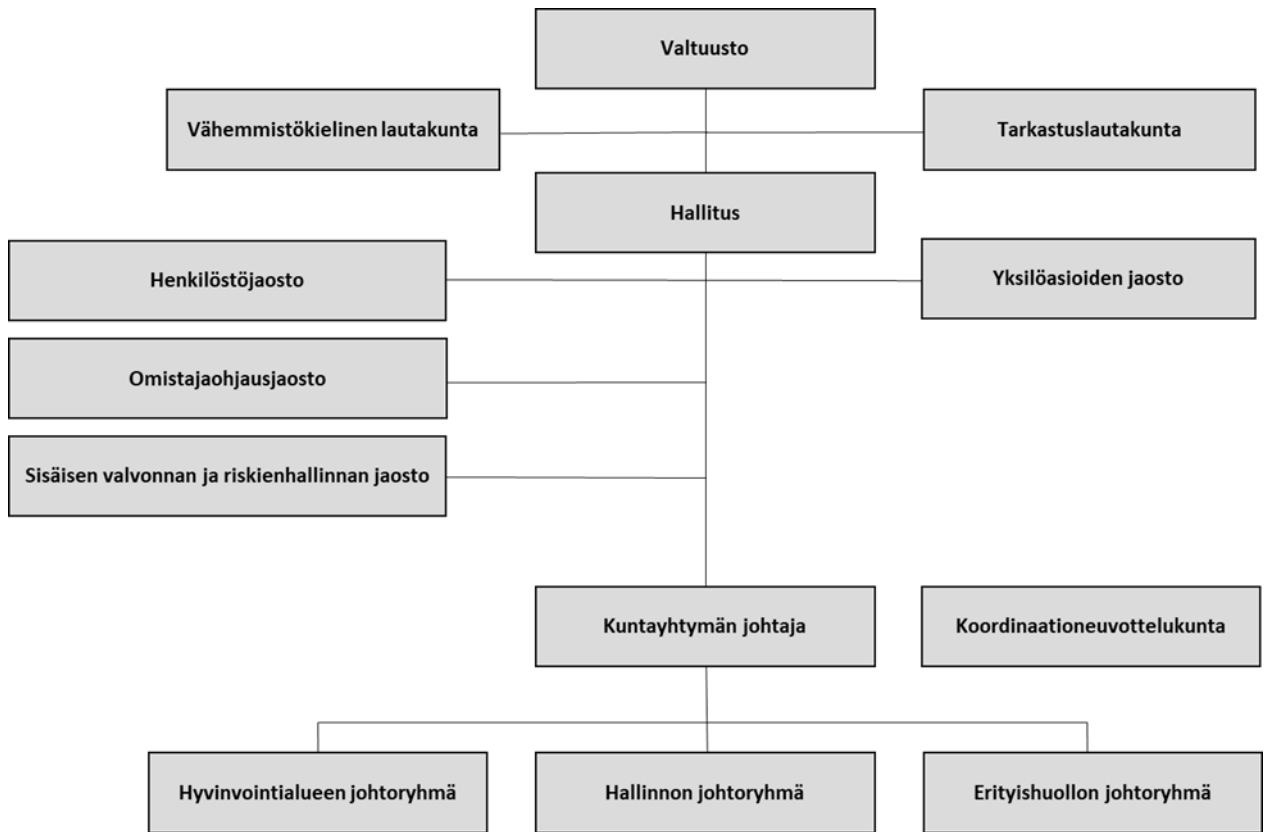 Valtuusto
Vähemmistökielinen lautakunta
Tarkastuslautakunta
Hallitus
Henkilöstöjaosto
Yksilöasioiden jaosto
Omistajaohjausjaosto
Sisäisen valvonnan ja riskienhallinnan jaosto
Kuntayhtymän johtaja
Koordinaationeuvottelukunta
Hyvinvointialueen johtoryhmä
Hallinnon johtoryhmä
Erityishuollon johtoryhmä